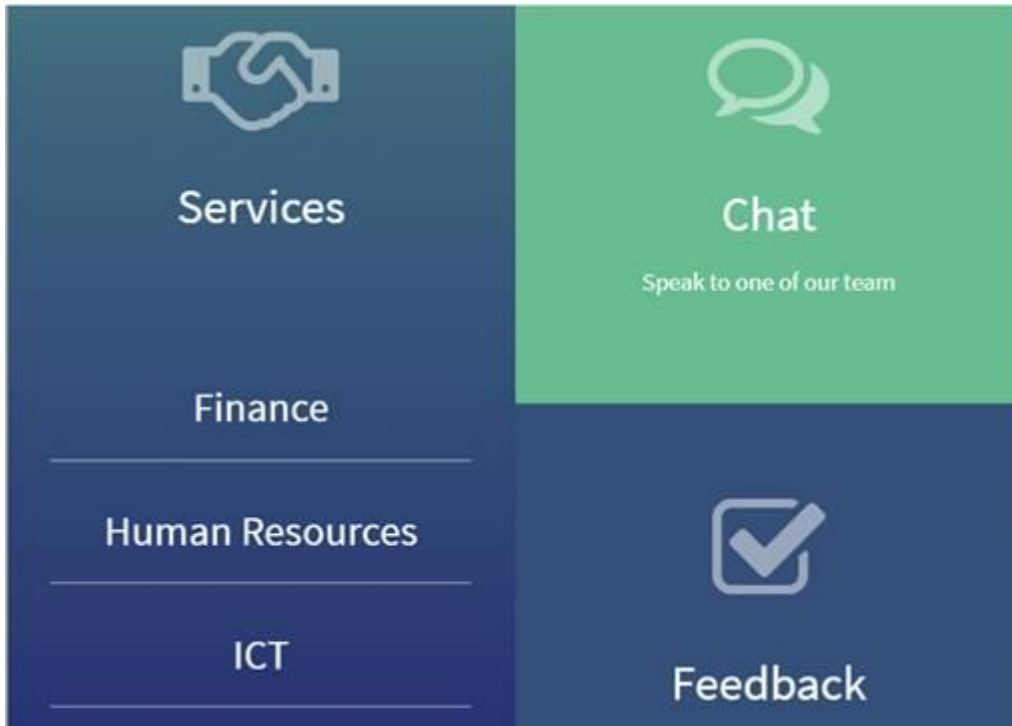 Services
Finance
Human Resources
ICT
Chat
Speak to one of our team
Feedback